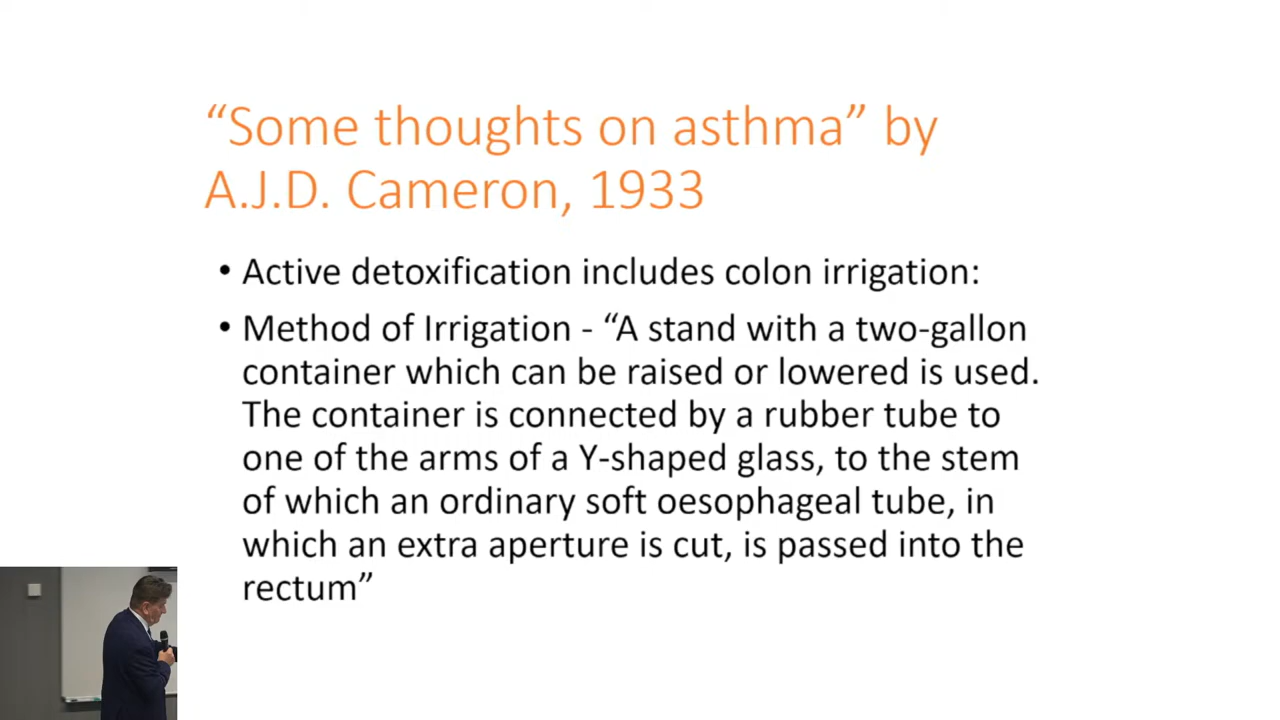 “Some thoughts on asthma” by
A.J.D. Cameron, 1933
• Active detoxification includes colon irrigation:
• Method of Irrigation - “A stand with a two-gallon
container which can be raised or lowered is used.
The container is connected by a rubber tube to
one of the arms of a Y-shaped glass, to the stem
of which an ordinary soft oesophageal tube, in
which an extra aperture is cut, is passed into the
rectum”